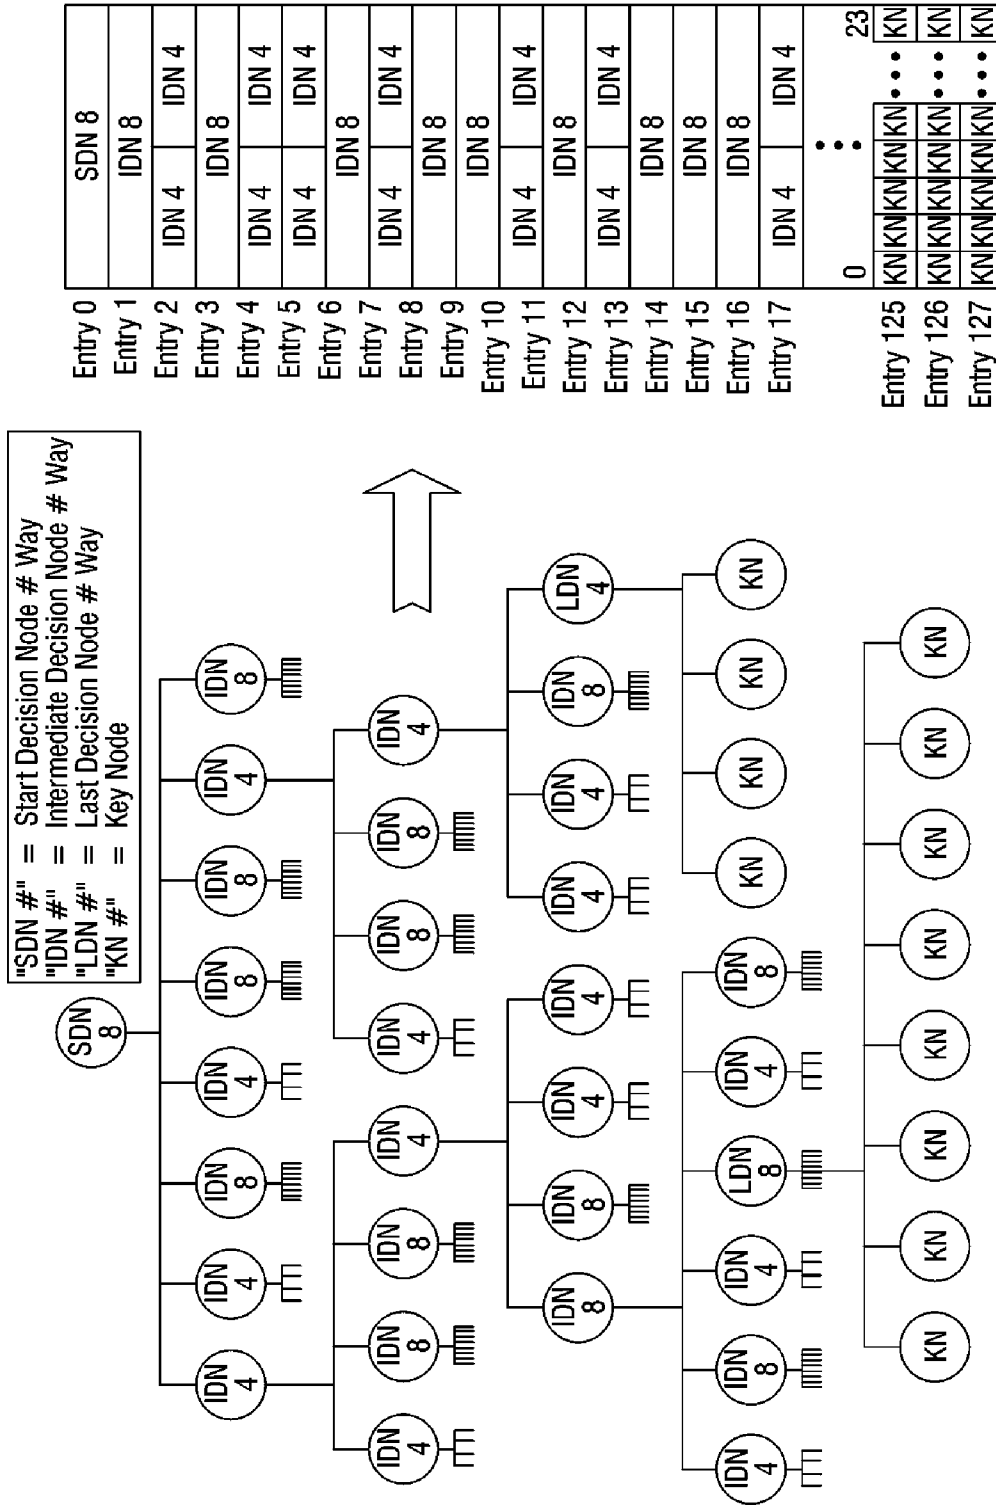 "SDN #" = Start Decision Node # Way
"IDN #" = Intermediate Decision Node # Way
"LDN #" = Last Decision Node # Way
"KN #" = Key Node
SDN 8
IDN 4
IDN 4
IDN 8
IDN 4
IDN 8
IDN 8
IDN 4
IDN 8
IDN 4
IDN 8
IDN 8
IDN 4
IDN 4
IDN 8
IDN 8
IDN 4
IDN 8
IDN 8
IDN 4
IDN 4
IDN 4
IDN 4
IDN 8
LDN 4
IDN 4
IDN 8
IDN 4
LDN 8
IDN 4
IDN 8
KN
KN
KN
KN
KN
KN
KN
KN
KN
KN
KN
KN
Entry 0 SDN 8
Entry 1 IDN 8
Entry 2 IDN 4 IDN 4
Entry 3 IDN 8
Entry 4 IDN 4 IDN 4
Entry 5 IDN 4 IDN 4
Entry 6 IDN 8
Entry 7 IDN 4 IDN 4
Entry 8
Entry 9 IDN 8
Entry 10 IDN 8
Entry 11 IDN 4 IDN 4
Entry 12 IDN 8
Entry 13 IDN 4 IDN 4
Entry 14 IDN 8
Entry 15 IDN 8
Entry 16 IDN 8
Entry 17 IDN 4 IDN 4
0 23
Entry 125 KN KN KN KN KN ••• KN
Entry 126 KN KN KN KN KN ••• KN
Entry 127 KN KN KN KN KN ••• KN